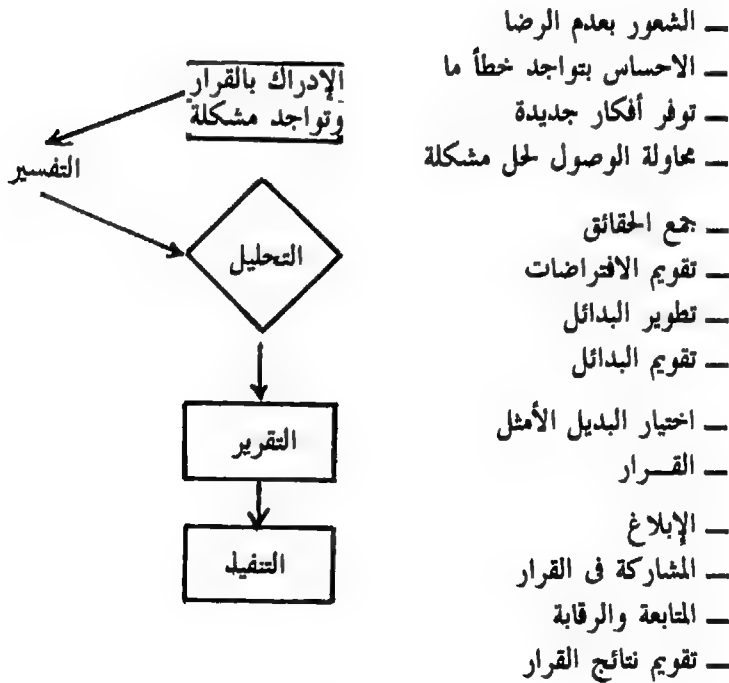 — الشعور بعدم الرضا
— الاحساس بتواجد خطأ ما
— توفر أفكار جديدة
— محاولة الوصول لحل مشكلة
الإدراك بالقرار
وتواجد مشكلة
التفسير
— جمع الحقائق
— تقويم الافتراضات
— تطوير البدائل
— تقويم البدائل
التحليل
— اختيار البديل الأمثل
— القـــرار
التقرير
— الإبلاغ
— المشاركة فى القرار
— المتابعة والرقابة
— تقويم نتائج القرار
التنفيذ